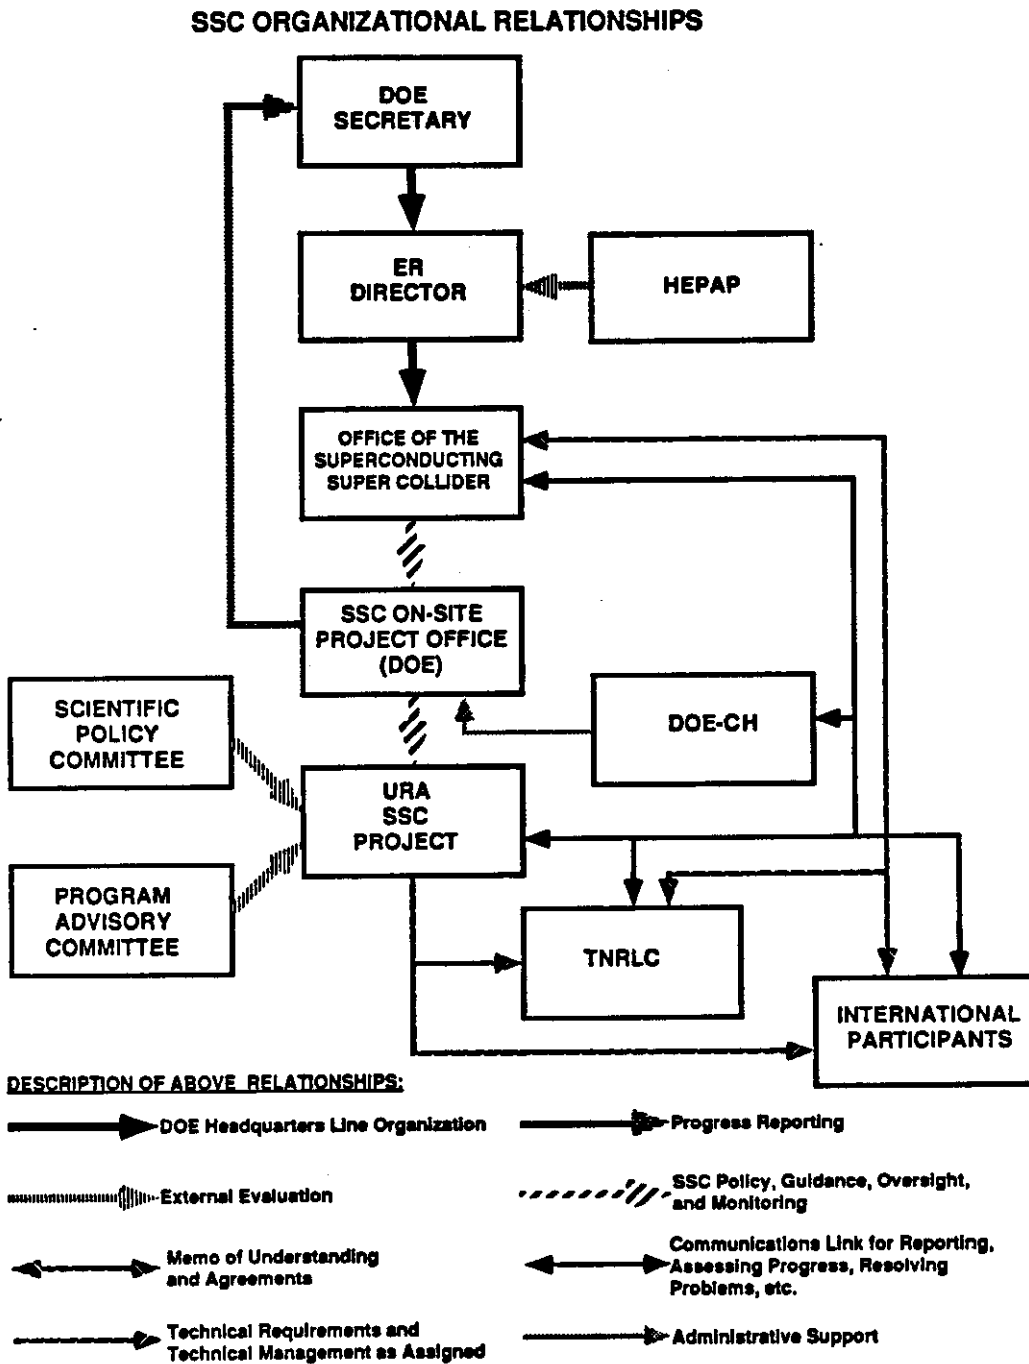 SSC ORGANIZATIONAL RELATIONSHIPS
DOE
SECRETARY
ER
DIRECTOR
HEPAP
OFFICE OF THE
SUPERCONDUCTING
SUPER COLLIDER
SSC ON-SITE
PROJECT OFFICE
(DOE)
SCIENTIFIC
POLICY
COMMITTEE
DOE-CH
URA
SSC
PROJECT
PROGRAM
ADVISORY
COMMITTEE
TNRLC
INTERNATIONAL
PARTICIPANTS
DESCRIPTION OF ABOVE RELATIONSHIPS:
DOE Headquarters Line Organization
Progress Reporting
External Evaluation
SSC Policy, Guidance, Oversight,
and Monitoring
Memo of Understanding
and Agreements
Communications Link for Reporting,
Assessing Progress, Resolving
Problems, etc.
Technical Requirements and
Technical Management as Assigned
Administrative Support